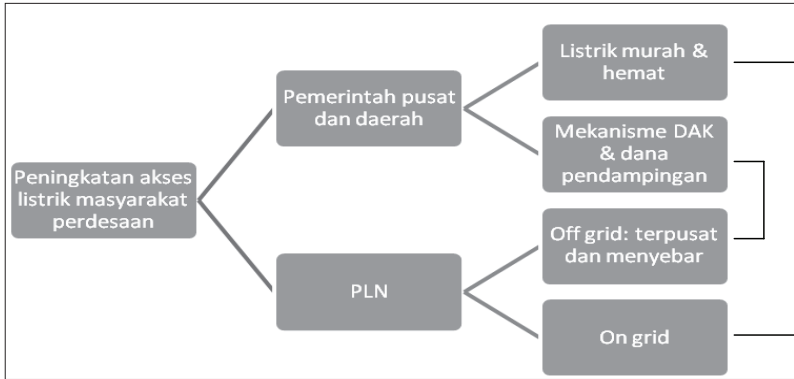 Peningkatan akses
listrik masyarakat
perdesaan
Pemerintah pusat
dan daerah
PLN
Listrik murah &
hemat
Mekanisme DAK
& dana
pendampingan
Off grid: terpusat
dan menyebar
On grid